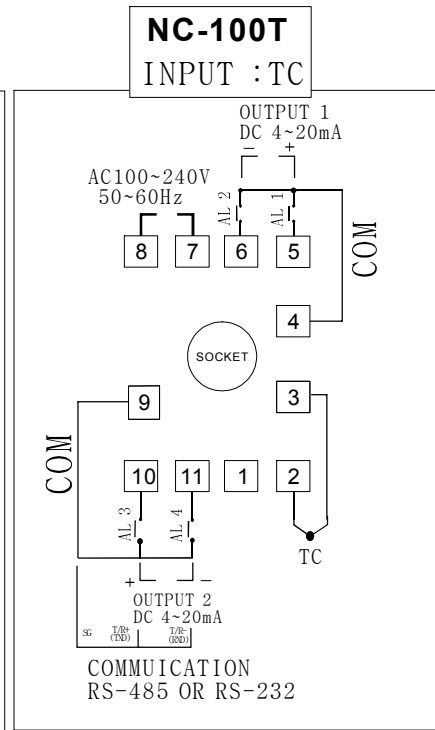 NC-100T
INPUT :TC
OUTPUT 1
DC 4~20mA
− +
AC100~240V
50~60Hz
AL 2
AL 1
8 7 6 5
COM
4
SOCKET
3
9
COM
10 11 1 2
AL 3
AL 4
TC
+ −
OUTPUT 2
DC 4~20mA
SG T/R+ T/R-
(TXD) (RXD)
COMMUICATION
RS-485 OR RS-232